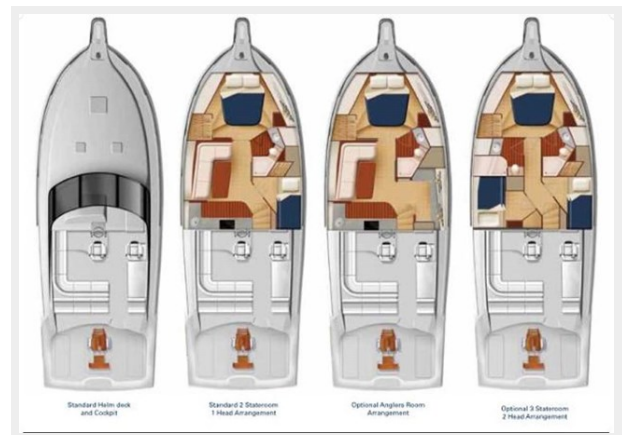 Standard Helm deck
and Cockpit
Standard 2 Stateroom
1 Head Arrangement
Optional Anglers Room
Arrangement
Optional 3 Stateroom
2 Head Arrangement